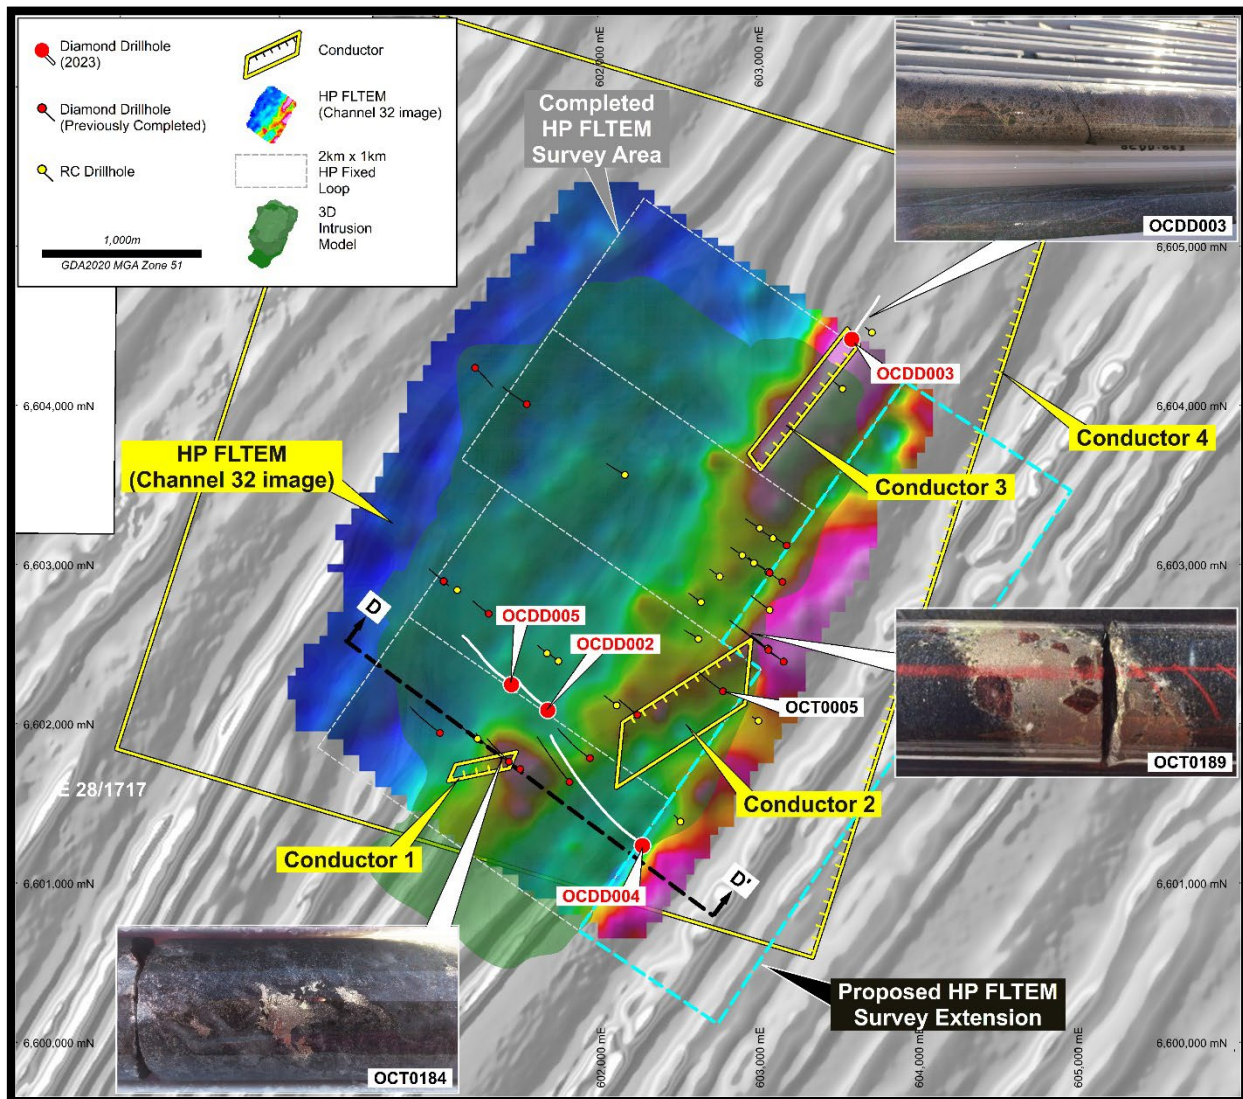 Diamond Drillhole
(2023)
Diamond Drillhole
(Previously Completed)
RC Drillhole
1,000m
GDA2020 MGA Zone 51
Conductor
HP FLTEM
(Channel 32 image)
2km x 1km
HP Fixed
Loop
3D
Intrusion
Model
602,000 mE
603,000 mE
Completed
HP FLTEM
Survey Area
OCDD-003
OCDD003
6,605,000 mN
OCDD003
6,604,000 mN
6,604,000 mN
Conductor 4
HP FLTEM
(Channel 32 image)
Conductor 3
6,603,000 mN
6,603,000 mN
D
OCDD005
OCDD002
OCT0005
6,602,000 mN
6,602,000 mN
OCT0189
E 28/1717
Conductor 2
Conductor 1
6,601,000 mN
6,601,000 mN
D'
OCDD004
Proposed HP FLTEM
Survey Extension
6,600,000 mN
6,600,000 mN
OCT0184
602,000 mE
603,000 mE
604,000 mE
605,000 mE